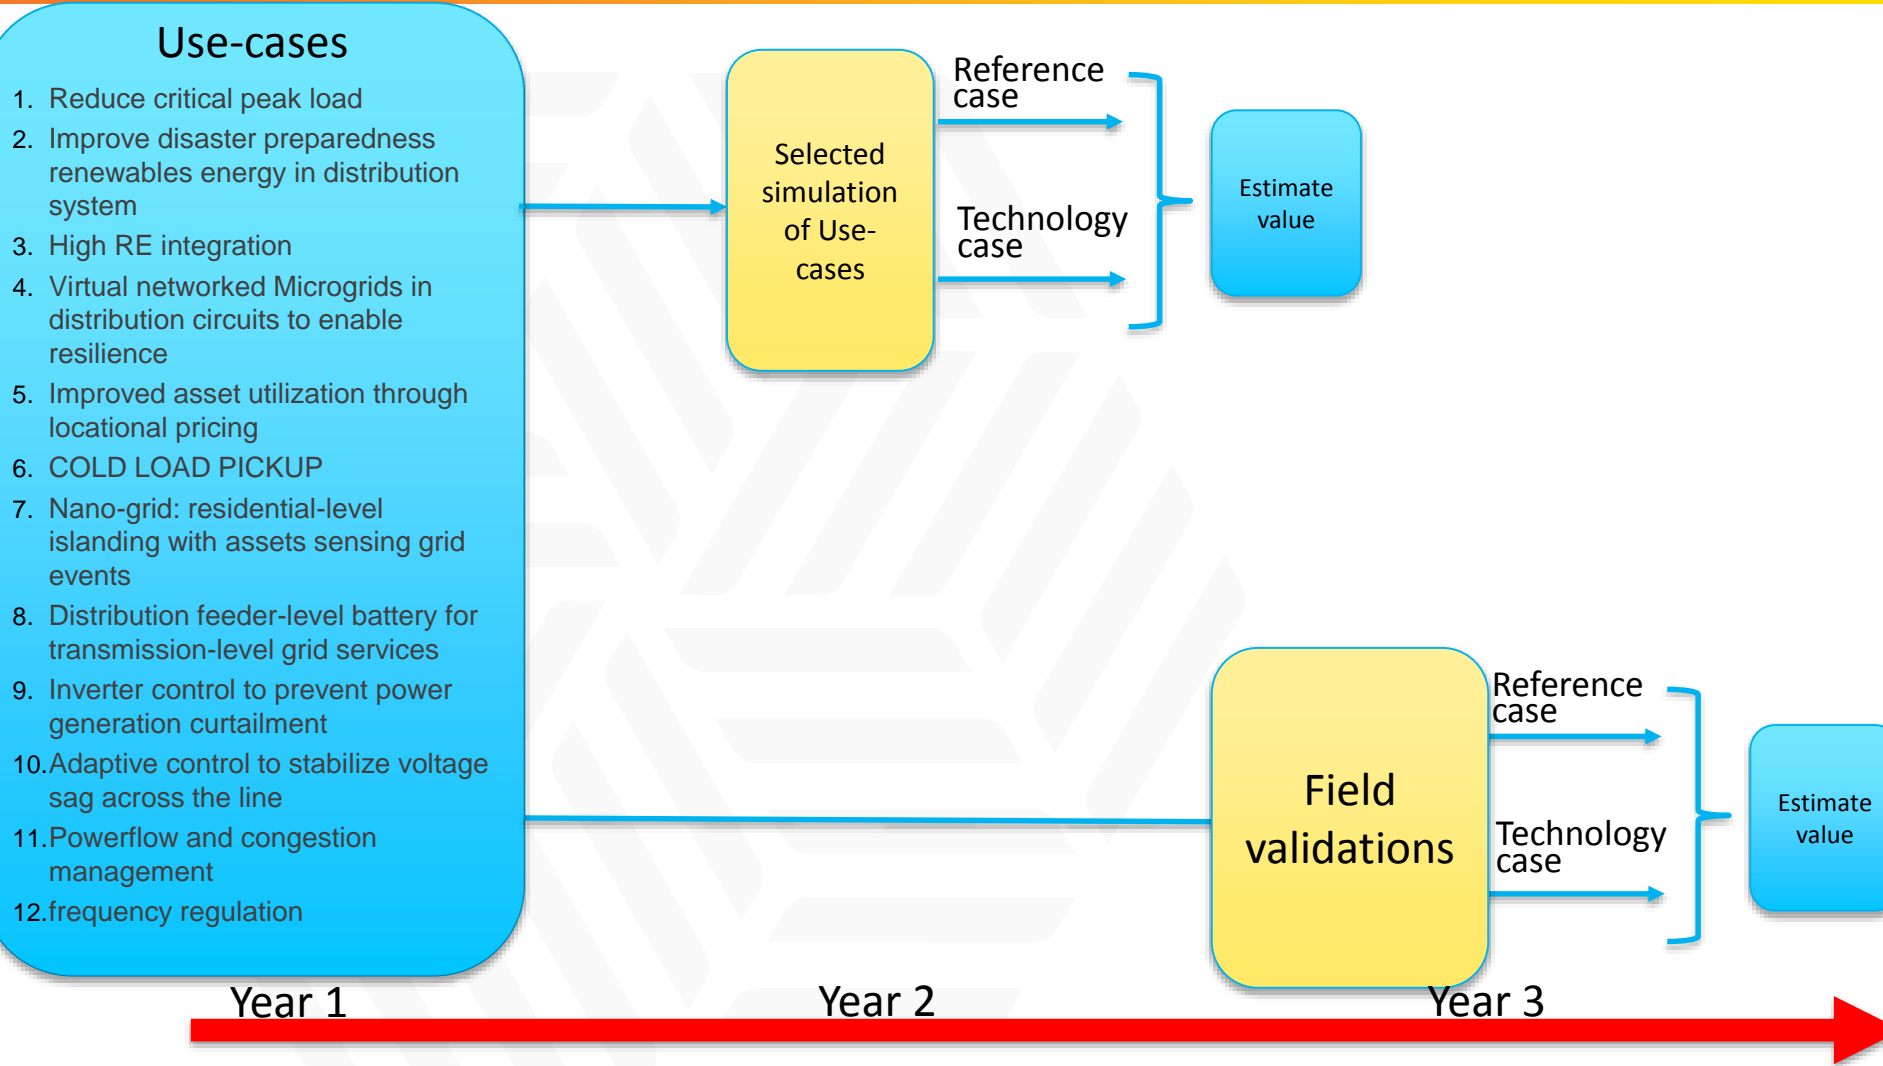 Use-cases
1. Reduce critical peak load
2. Improve disaster preparedness
renewables energy in distribution
system
3. High RE integration
4. Virtual networked Microgrids in
distribution circuits to enable
resilience
5. Improved asset utilization through
locational pricing
6. COLD LOAD PICKUP
7. Nano-grid: residential-level
islanding with assets sensing grid
events
8. Distribution feeder-level battery for
transmission-level grid services
9. Inverter control to prevent power
generation curtailment
10. Adaptive control to stabilize voltage
sag across the line
11. Powerflow and congestion
management
12. frequency regulation
Selected
simulation
of Use-
cases
Reference
case
Technology
case
Estimate
value
Field
validations
Reference
case
Technology
case
Estimate
value
Year 1
Year 2
Year 3